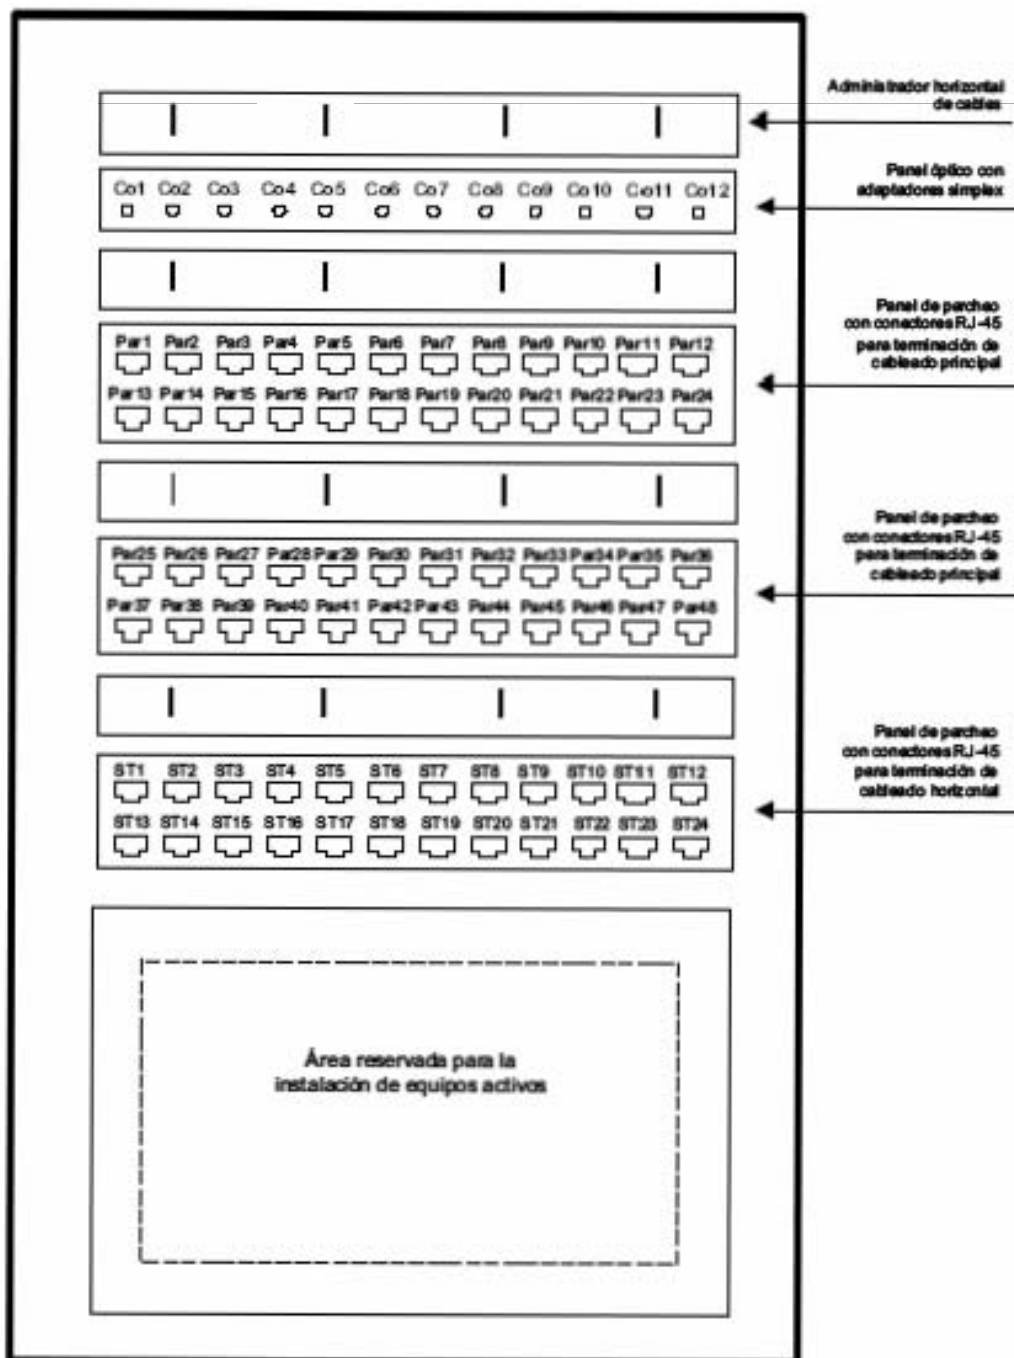 Administrador horizontal
de cables
Co1 Co2 Co3 Co4 Co5 Co6 Co7 Co8 Co9 Co10 Co11 Co12
Panel óptico con
adaptadores simplex
Par1 Par2 Par3 Par4 Par5 Par6 Par7 Par8 Par9 Par10 Par11 Par12
Par13 Par14 Par15 Par16 Par17 Par18 Par19 Par20 Par21 Par22 Par23 Par24
Panel de parcheo
con conectores RJ-45
para terminación de
cableado principal
Par25 Par26 Par27 Par28 Par29 Par30 Par31 Par32 Par33 Par34 Par35 Par36
Par37 Par38 Par39 Par40 Par41 Par42 Par43 Par44 Par45 Par46 Par47 Par48
Panel de parcheo
con conectores RJ-45
para terminación de
cableado principal
ST1 ST2 ST3 ST4 ST5 ST6 ST7 ST8 ST9 ST10 ST11 ST12
ST13 ST14 ST15 ST16 ST17 ST18 ST19 ST20 ST21 ST22 ST23 ST24
Panel de parcheo
con conectores RJ-45
para terminación de
cableado horizontal
Área reservada para la
instalación de equipos activos